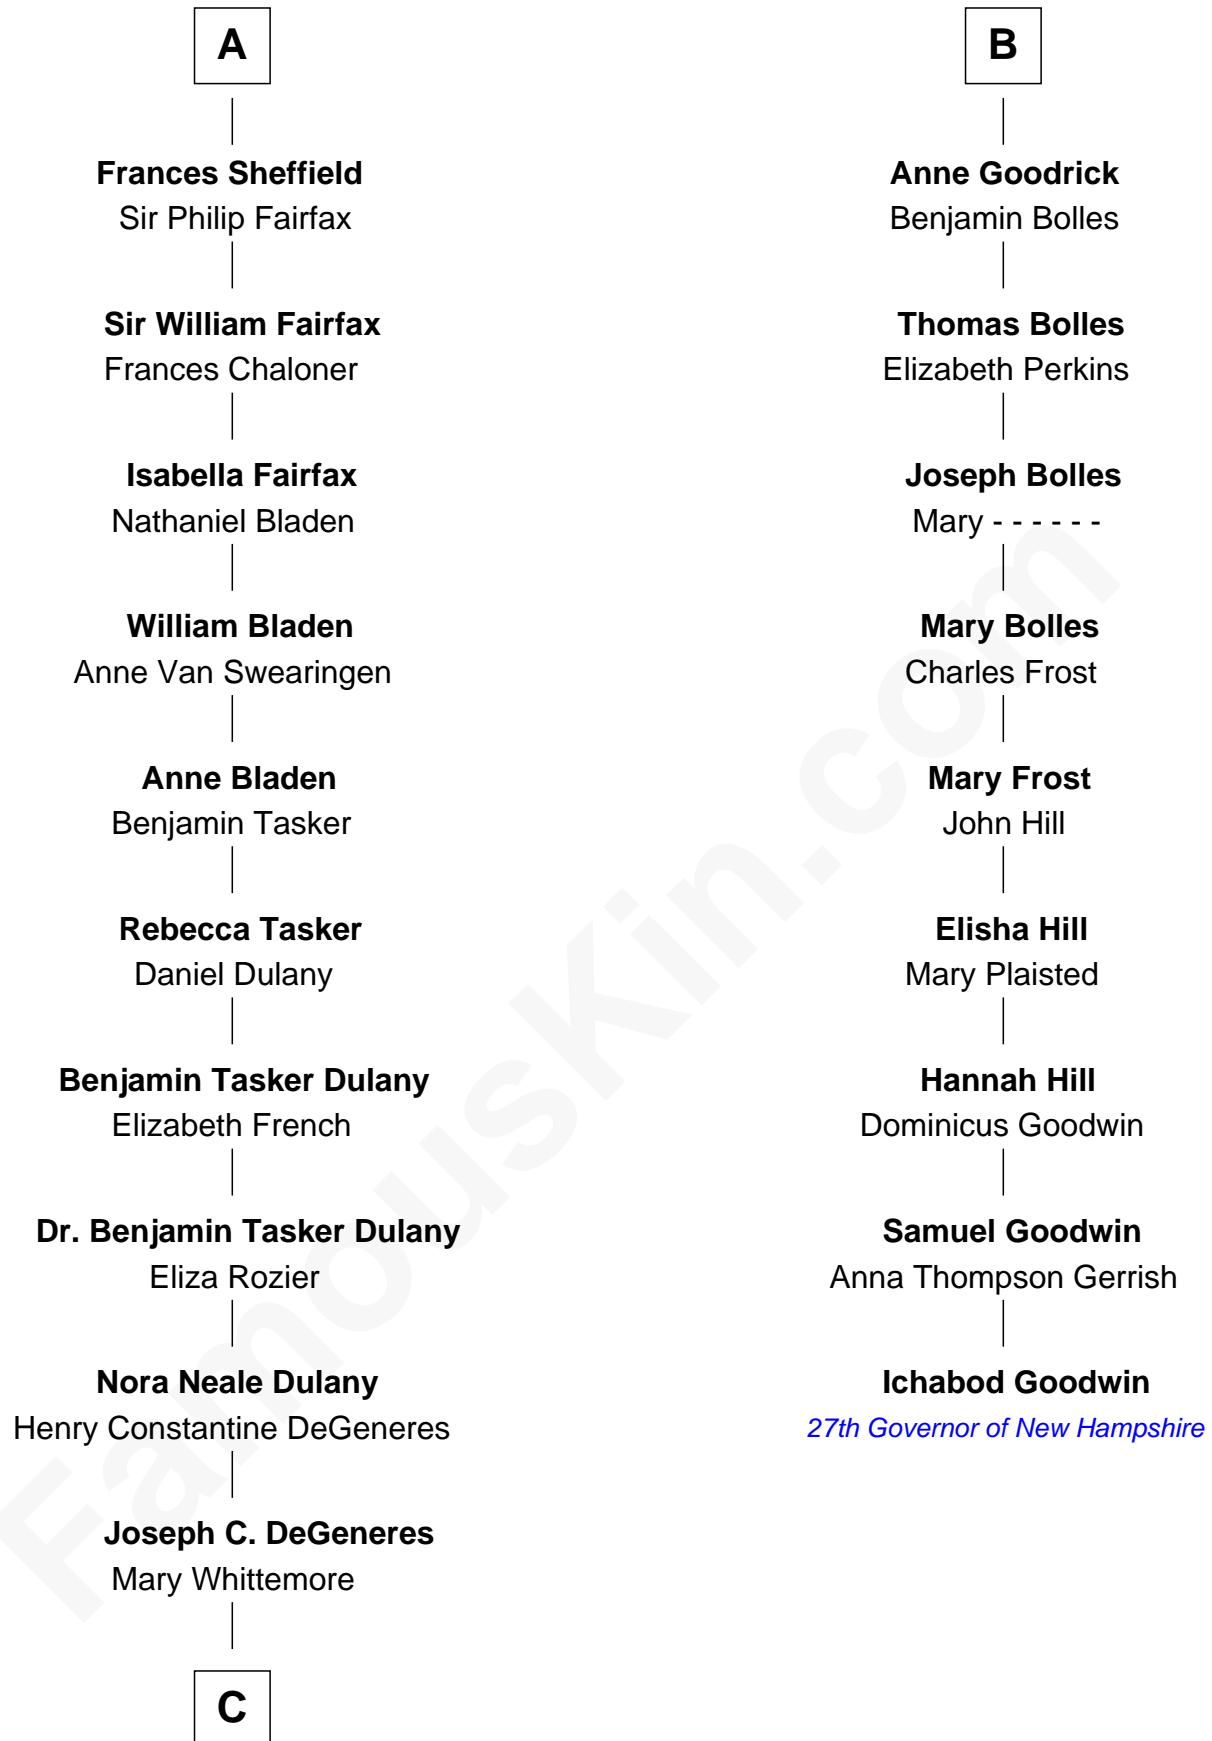 A
Frances Sheffield
Sir Philip Fairfax
Sir William Fairfax
Frances Chaloner
Isabella Fairfax
Nathaniel Bladen
William Bladen
Anne Van Swearingen
Anne Bladen
Benjamin Tasker
Rebecca Tasker
Daniel Dulany
Benjamin Tasker Dulany
Elizabeth French
Dr. Benjamin Tasker Dulany
Eliza Rozier
Nora Neale Dulany
Henry Constantine DeGeneres
Joseph C. DeGeneres
Mary Whittemore
C
B
Anne Goodrick
Benjamin Bolles
Thomas Bolles
Elizabeth Perkins
Joseph Bolles
Mary - - - - - -
Mary Bolles
Charles Frost
Mary Frost
John Hill
Elisha Hill
Mary Plaisted
Hannah Hill
Dominicus Goodwin
Samuel Goodwin
Anna Thompson Gerrish
Ichabod Goodwin
27th Governor of New Hampshire
FamousKin.com